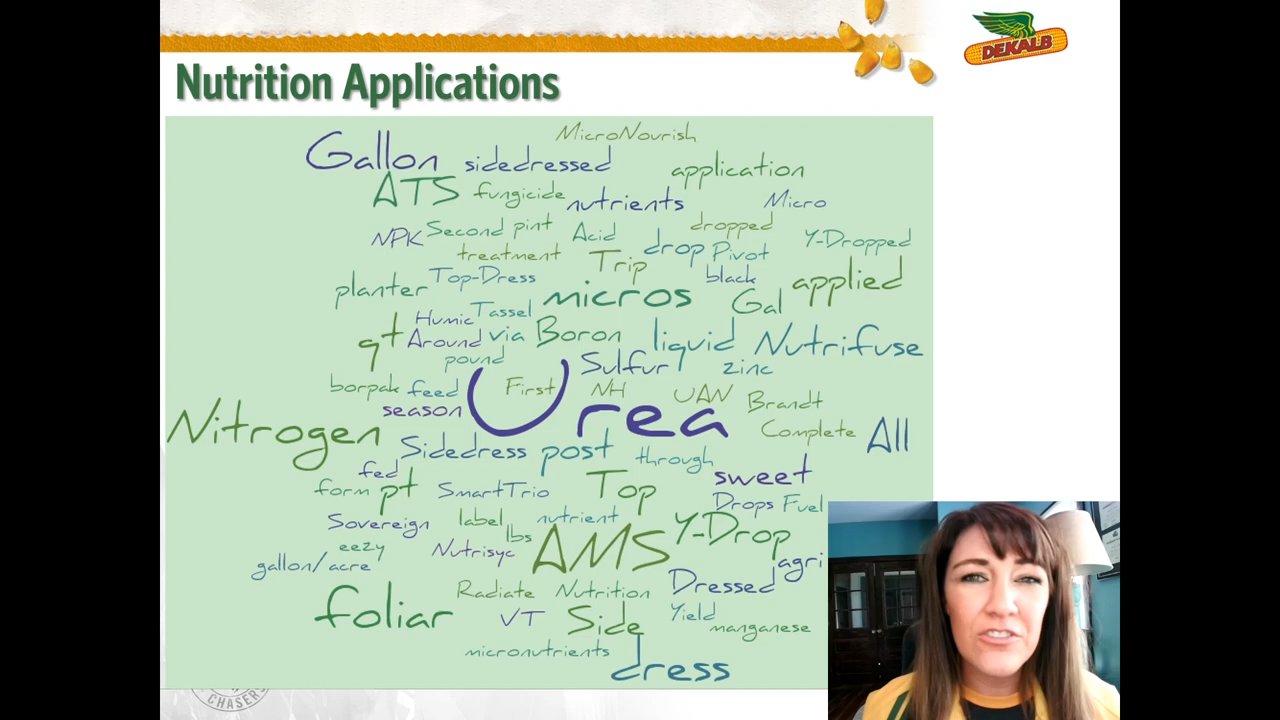 DEKALB
Nutrition Applications
MicroNourish
Gallon sidedressed application
ATS fungicide nutrients Micro
NPK Second pint Acid dropped Y-Dropped
treatment Trip drop Pivot
planter Top-Dress micros black applied
Humic Tassel Gal
qt Around via Boron liquid Nutrifuse
pound Sulfur zinc
borpak feed First NH UAN Brandt
Nitrogen season Urea Complete All
Sidedress post through
fed sweet
form pt SmartTrio Top Drops Fuel
Sovereign label nutrient Y-Drop
eezy Nutrisyc lbs AMS
gallon/acre agri
Radiate Nutrition Dressed
foliar VT Side Yield manganese
micronutrients dress
CHASER